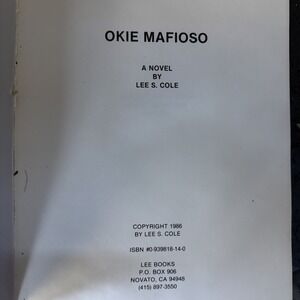 OKIE MAFIOSO
A NOVEL
BY
LEE S. COLE
COPYRIGHT 1986
BY LEE S. COLE
ISBN #0-939818-14-0
LEE BOOKS
P.O. BOX 906
NOVATO, CA 94948
(415) 897-3550